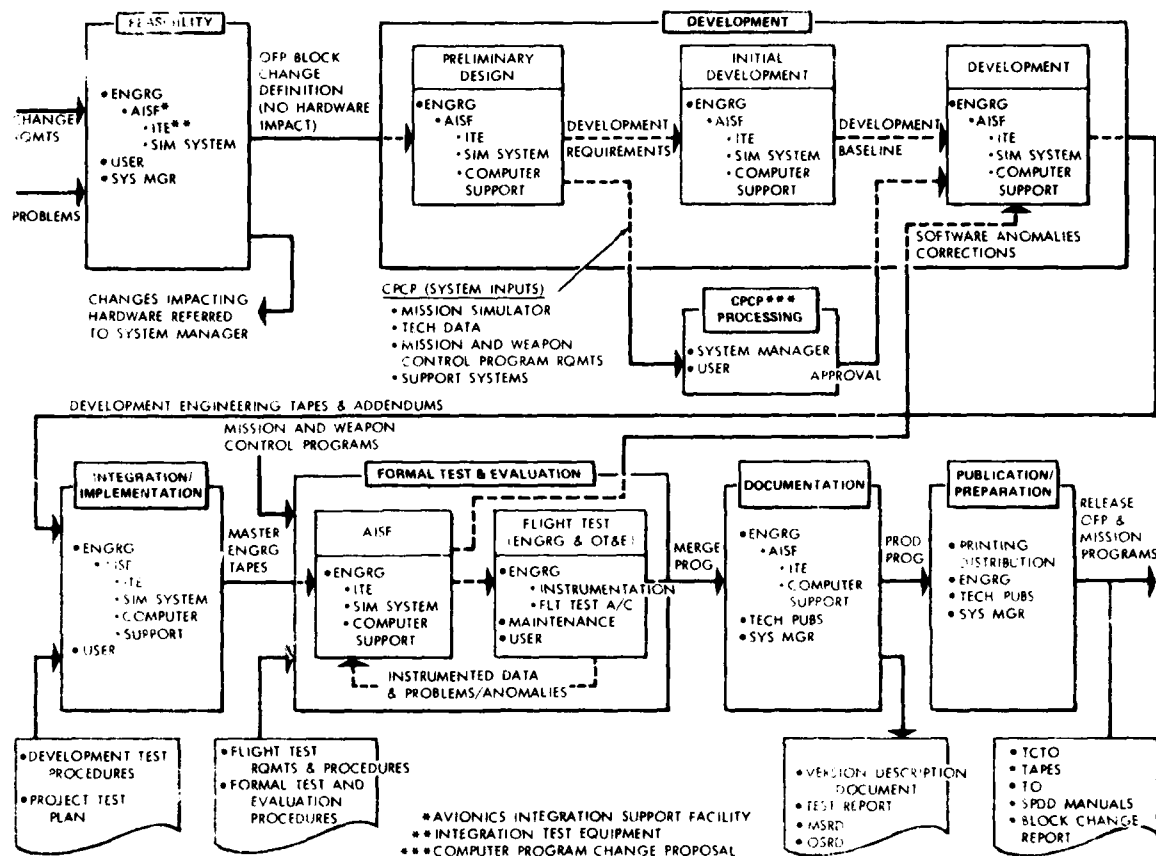 FEASIBILITY
• ENGRG
• AISF*
• ITE**
• SIM SYSTEM
• USER
• SYS MGR
CHANGE
RQMTS
PROBLEMS
OFP BLOCK
CHANGE
DEFINITION
(NO HARDWARE
IMPACT)
CHANGES IMPACTING
HARDWARE REFERRED
TO SYSTEM MANAGER
DEVELOPMENT
PRELIMINARY
DESIGN
• ENGRG
• AISF
• ITE
• SIM SYSTEM
• COMPUTER
SUPPORT
DEVELOPMENT
REQUIREMENTS
INITIAL
DEVELOPMENT
• ENGRG
• AISF
• ITE
• SIM SYSTEM
• COMPUTER
SUPPORT
DEVELOPMENT
BASELINE
DEVELOPMENT
• ENGRG
• AISF
• ITE
• SIM SYSTEM
• COMPUTER
SUPPORT
SOFTWARE ANOMALIES
CORRECTIONS
CPCP (SYSTEM INPUTS)
• MISSION SIMULATOR
• TECH DATA
• MISSION AND WEAPON
CONTROL PROGRAM RQMTS
• SUPPORT SYSTEMS
CPCP***
PROCESSING
• SYSTEM MANAGER
• USER
APPROVAL
DEVELOPMENT ENGINEERING TAPES & ADDENDUMS
MISSION AND WEAPON
CONTROL PROGRAMS
INTEGRATION/
IMPLEMENTATION
• ENGRG
• AISF
• ITE
• SIM SYSTEM
• COMPUTER
• SUPPORT
• USER
MASTER
ENGRG
TAPES
FORMAL TEST & EVALUATION
AISF
• ENGRG
• ITE
• SIM SYSTEM
• COMPUTER
SUPPORT
FLIGHT TEST
(ENGRG & OT&E)
• ENGRG
• INSTRUMENTATION
• FLT TEST A/C
• MAINTENANCE
• USER
INSTRUMENTED DATA
& PROBLEMS/ANOMALIES
MERGE
PROG
DOCUMENTATION
• ENGRG
• AISF
• ITE
• COMPUTER
SUPPORT
• TECH PUBS
• SYS MGR
PROD
PROG
PUBLICATION/
PREPARATION
• PRINTING
DISTRIBUTION
• ENGRG
• TECH PUBS
• SYS MGR
RELEASE
OFP &
MISSION
PROGRAMS
• DEVELOPMENT TEST
PROCEDURES
• PROJECT TEST
PLAN
• FLIGHT TEST
RQMTS & PROCEDURES
• FORMAL TEST AND
EVALUATION
PROCEDURES
• VERSION DESCRIPTION
DOCUMENT
• TEST REPORT
• MSRD
• OSRD
• TCTO
• TAPES
• TO
• SPDD MANUALS
• BLOCK CHANGE
REPORT
* AVIONICS INTEGRATION SUPPORT FACILITY
** INTEGRATION TEST EQUIPMENT
*** COMPUTER PROGRAM CHANGE PROPOSAL